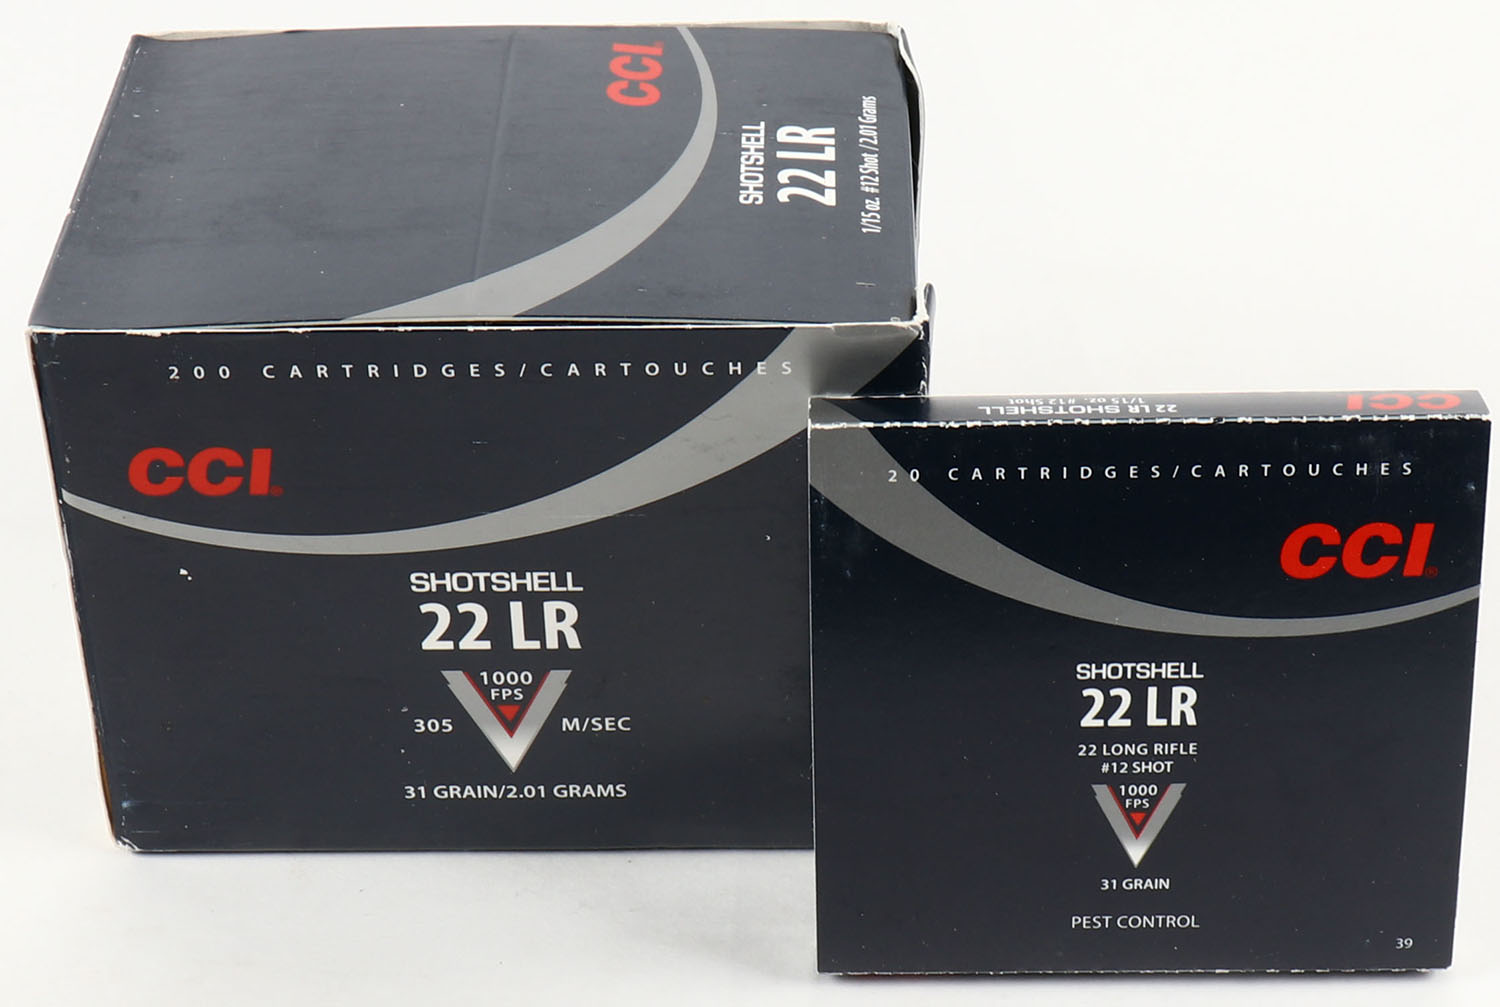 CCI
SHOTSHELL
22 LR
1/15 oz. #12 Shot / 2.01 Grams
200 CARTRIDGES/CARTOUCHES
CCI®
SHOTSHELL
22 LR
1000
FPS
305 M/SEC
31 GRAIN/2.01 GRAMS
CCI
22 LR SHOTSHELL
1/15 oz. #12 Shot
20 CARTRIDGES/CARTOUCHES
CCI®
SHOTSHELL
22 LR
22 LONG RIFLE
#12 SHOT
1000
FPS
31 GRAIN
PEST CONTROL
39